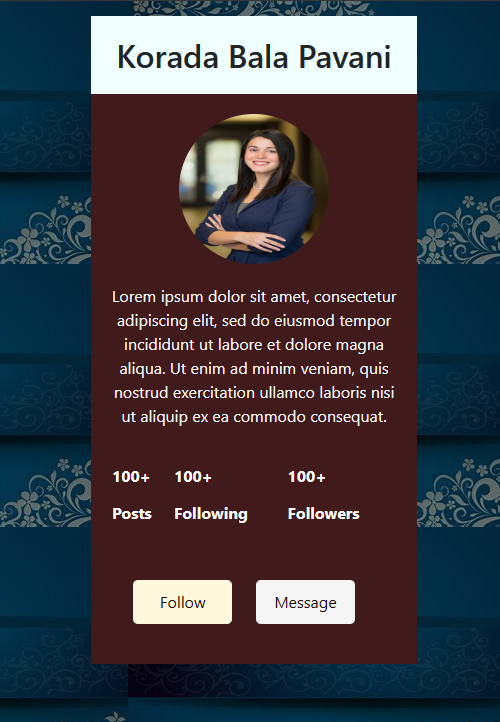 Korada Bala Pavani
Lorem ipsum dolor sit amet, consectetur
adipiscing elit, sed do eiusmod tempor
incididunt ut labore et dolore magna
aliqua. Ut enim ad minim veniam, quis
nostrud exercitation ullamco laboris nisi
ut aliquip ex ea commodo consequat.
100+ 100+ 100+
Posts Following Followers
Follow Message